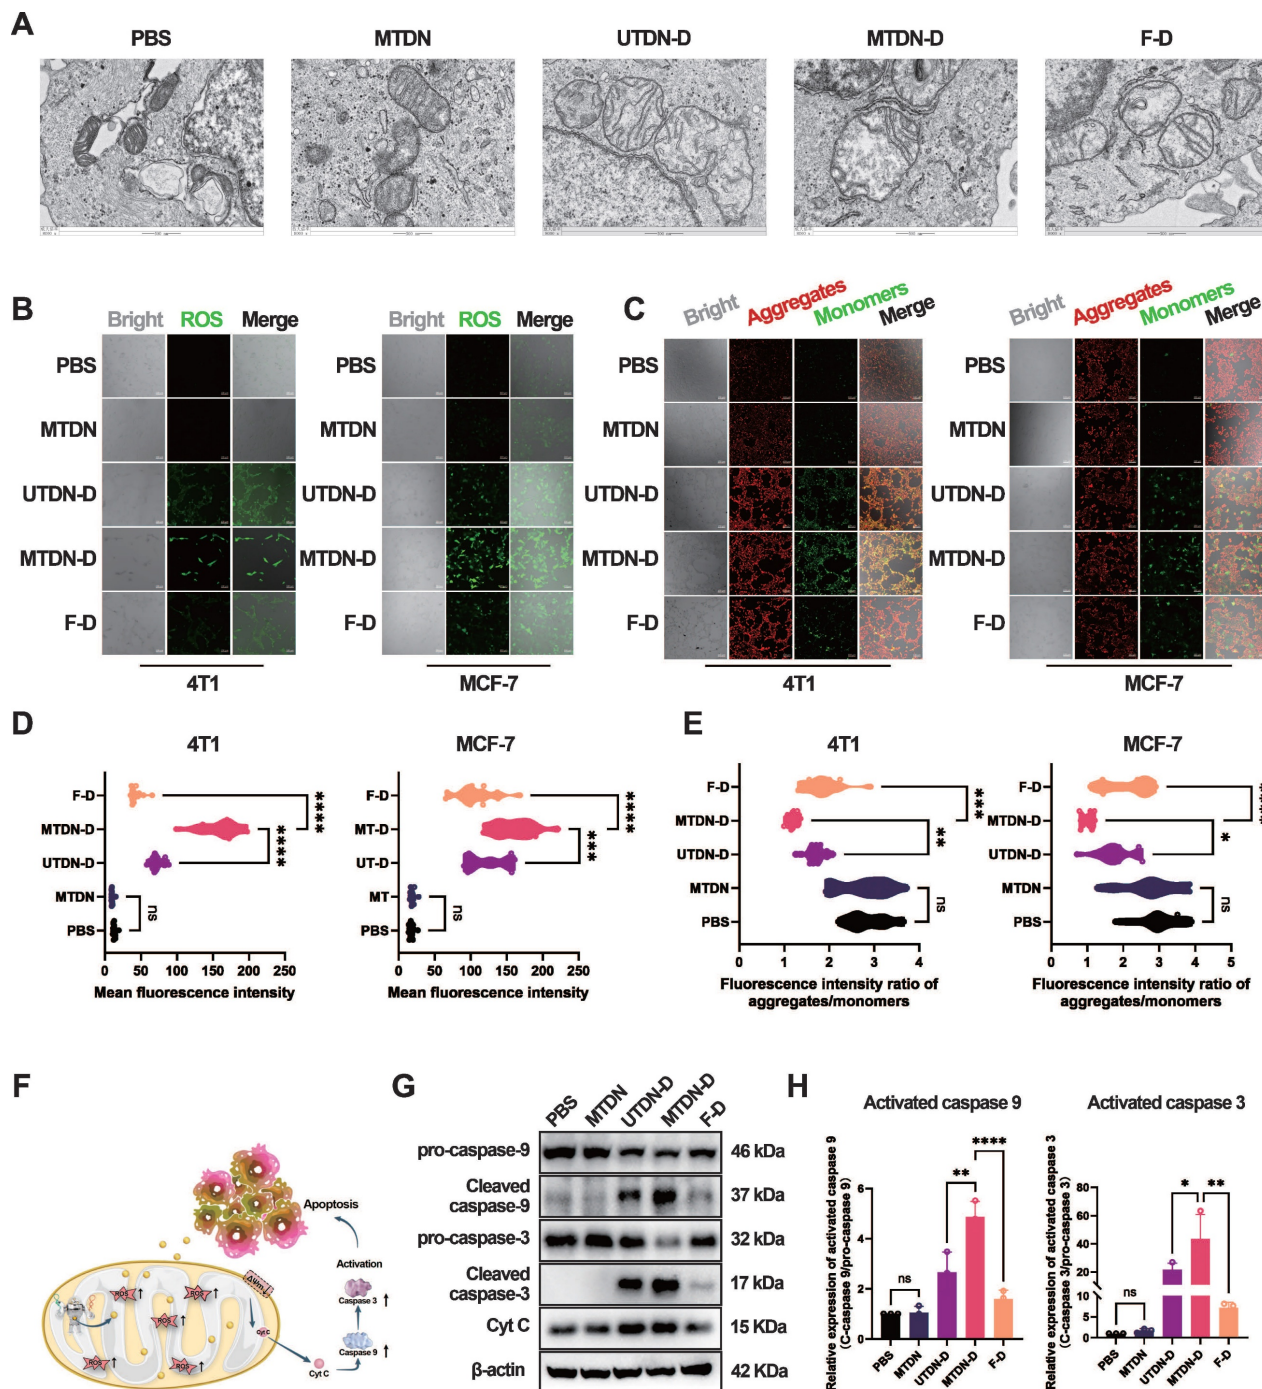 A
PBS
MTDN
UTDN-D
MTDN-D
F-D
B
Bright
ROS
Merge
Bright
ROS
Merge
PBS
MTDN
UTDN-D
MTDN-D
F-D
PBS
MTDN
UTDN-D
MTDN-D
F-D
4T1
MCF-7
C
Bright
Aggregates
Monomers
Merge
Bright
Aggregates
Monomers
Merge
PBS
MTDN
UTDN-D
MTDN-D
F-D
PBS
MTDN
UTDN-D
MTDN-D
F-D
4T1
MCF-7
D
4T1
F-D
MTDN-D
UTDN-D
MTDN
PBS
****
****
ns
0 50 100 150 200 250
Mean fluorescence intensity
MCF-7
F-D
MT-D
UT-D
MT
PBS
****
***
ns
0 50 100 150 200 250
Mean fluorescence intensity
E
4T1
F-D
MTDN-D
UTDN-D
MTDN
PBS
***
**
ns
0 1 2 3 4
Fluorescence intensity ratio of
aggregates/monomers
MCF-7
F-D
MTDN-D
UTDN-D
MTDN
PBS
*
ns
0 1 2 3 4 5
Fluorescence intensity ratio of
aggregates/monomers
F
Apoptosis
Activation
Caspase 3
Caspase 9
Cyt C
Cyt C
ΔΨm
ROS
ROS
ROS
ROS
ROS
G
PBS
MTDN
UTDN-D
MTDN-D
F-D
pro-caspase-9
46 kDa
Cleaved
caspase-9
37 kDa
pro-caspase-3
32 kDa
Cleaved
caspase-3
17 kDa
Cyt C
15 KDa
β-actin
42 KDa
H
Activated caspase 9
Relative expression of activated caspase 9
(C-caspase 9/pro-caspase 9)
6
4
2
0
ns
**
****
PBS
MTDN
UTDN-D
MTDN-D
F-D
Activated caspase 3
Relative expression of activated caspase 3
(C-caspase 3/pro-caspase 3)
80
60
40
20
10
5
0
ns
*
**
PBS
MTDN
UTDN-D
MTDN-D
F-D